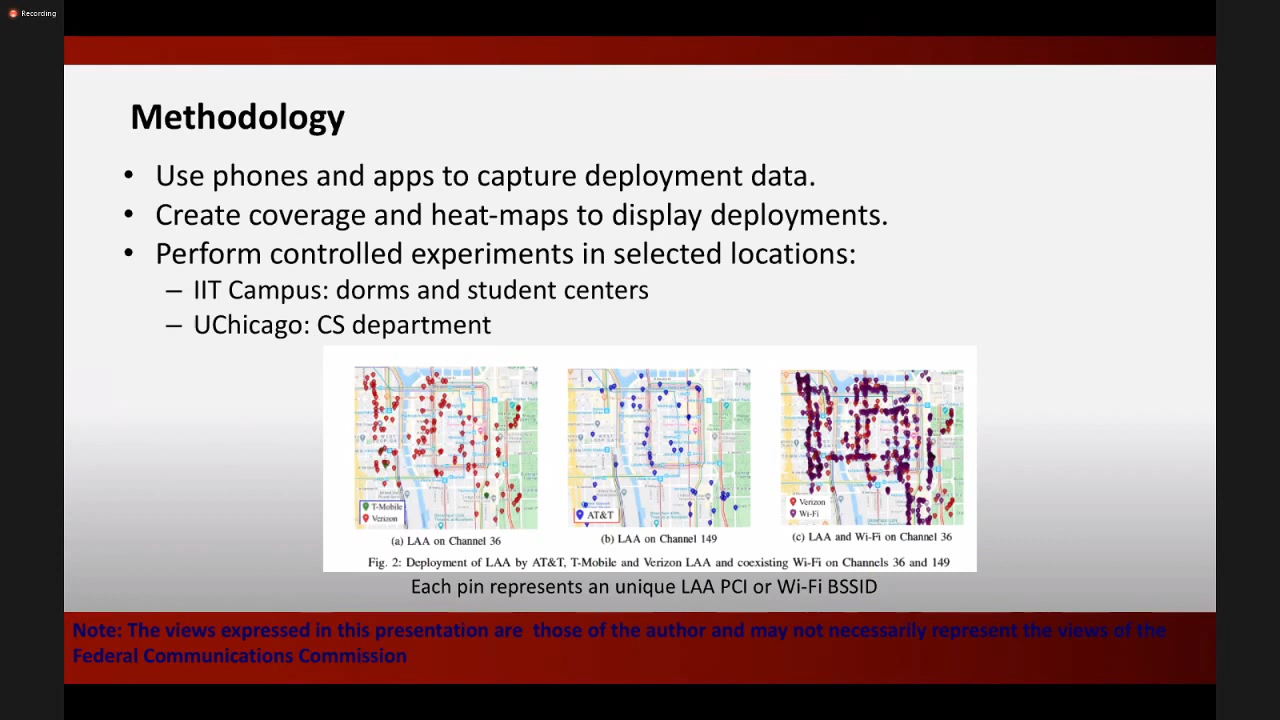 Recording
Methodology
• Use phones and apps to capture deployment data.
• Create coverage and heat-maps to display deployments.
• Perform controlled experiments in selected locations:
– IIT Campus: dorms and student centers
– UChicago: CS department
T-Mobile
Verizon
AT&T
Verizon
Wi-Fi
(a) LAA on Channel 36
(b) LAA on Channel 149
(c) LAA and Wi-Fi on Channel 36
Fig. 2: Deployment of LAA by AT&T, T-Mobile and Verizon LAA and coexisting Wi-Fi on Channels 36 and 149
Each pin represents an unique LAA PCI or Wi-Fi BSSID
Note: The views expressed in this presentation are those of the author and may not necessarily represent the views of the
Federal Communications Commission